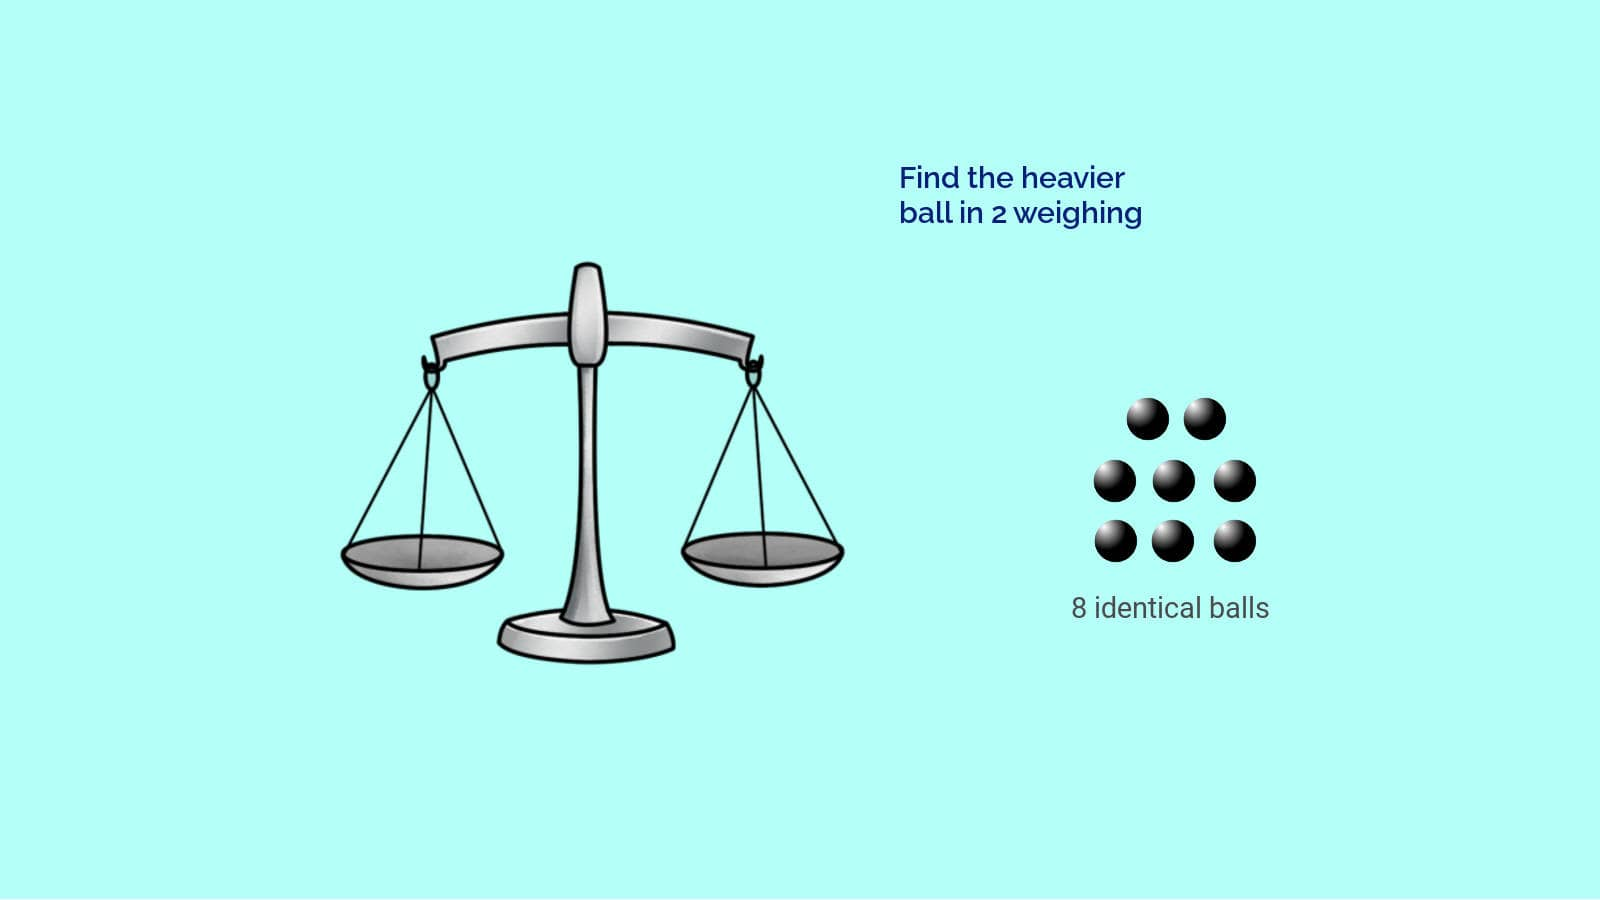 Find the heavier
ball in 2 weighing
8 identical balls